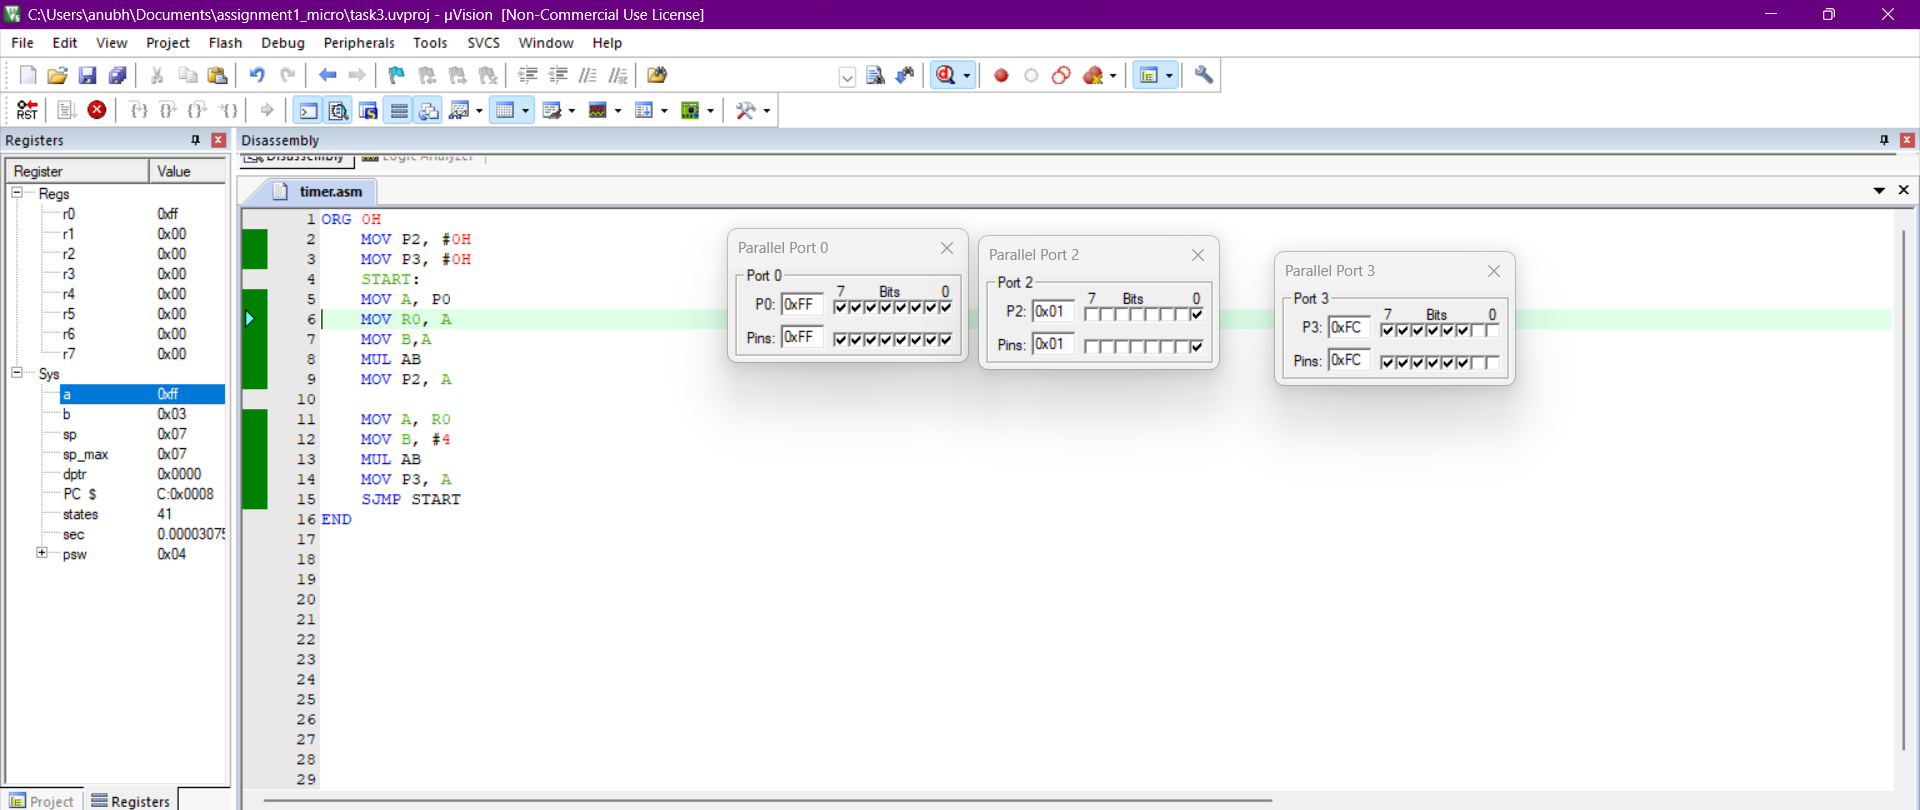 C:\Users\anubh\Documents\assignment1_micro\task3.uvproj - µVision [Non-Commercial Use License]
File Edit View Project Flash Debug Peripherals Tools SVCS Window Help
RST
Registers
Disassembly
Disassembly Logic Analyzer
Register Value
timer.asm
Regs
r0 0xff
r1 0x00
r2 0x00
r3 0x00
r4 0x00
r5 0x00
r6 0x00
r7 0x00
Sys
a 0xff
b 0x03
sp 0x07
sp_max 0x07
dptr 0x0000
PC $ C:0x0008
states 41
sec 0.00003075
psw 0x04
Project Registers
1 ORG 0H
2 MOV P2, #0H
3 MOV P3, #0H
4 START:
5 MOV A, P0
6 MOV R0, A
7 MOV B,A
8 MUL AB
9 MOV P2, A
10
11 MOV A, R0
12 MOV B, #4
13 MUL AB
14 MOV P3, A
15 SJMP START
16 END
17
18
19
20
21
22
23
24
25
26
27
28
29
Parallel Port 0
Port 0
7 Bits 0
P0: 0xFF
Pins: 0xFF
Parallel Port 2
Port 2
7 Bits 0
P2: 0x01
Pins: 0x01
Parallel Port 3
Port 3
7 Bits 0
P3: 0xFC
Pins: 0xFC